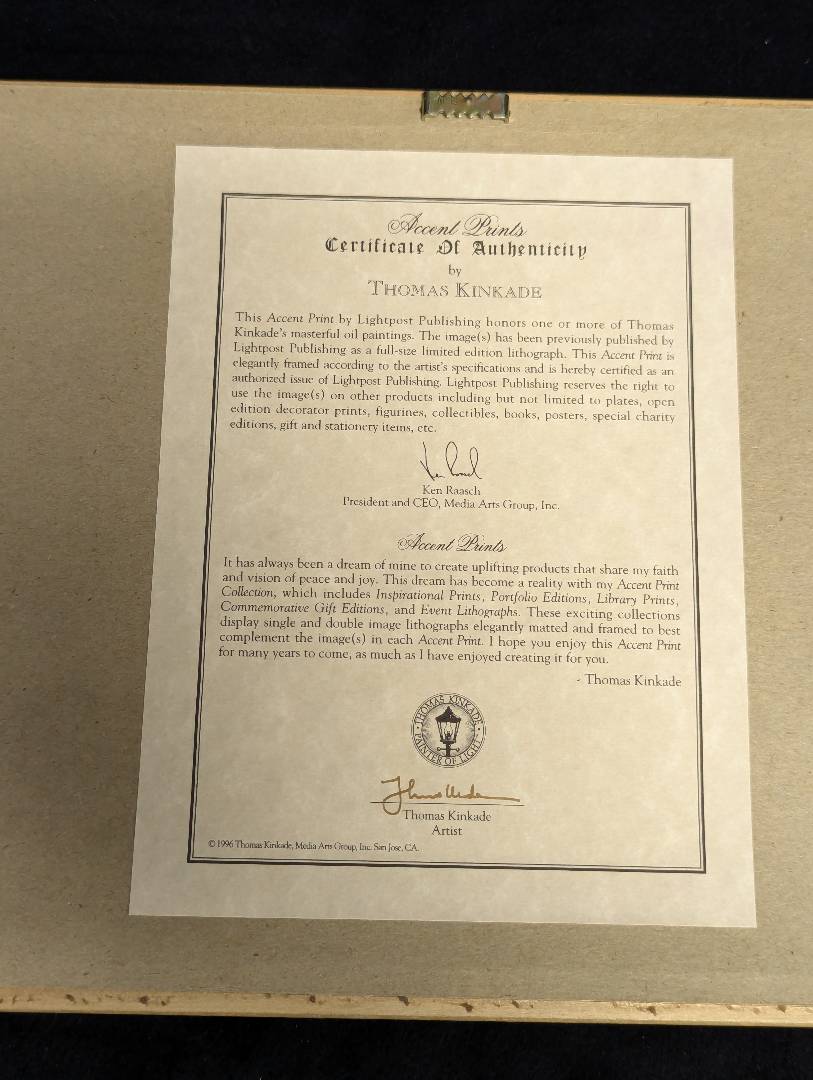 Accent Prints
Certificate Of Authenticity
by
THOMAS KINKADE
This Accent Print by Lightpost Publishing honors one or more of Thomas
Kinkade's masterful oil paintings. The image(s) has been previously published by
Lightpost Publishing as a full-size limited edition lithograph. This Accent Print is
elegantly framed according to the artist's specifications and is hereby certified as an
authorized issue of Lightpost Publishing. Lightpost Publishing reserves the right to
use the image(s) on other products including but not limited to plates, open
edition decorator prints, figurines, collectibles, books, posters, special charity
editions, gift and stationery items, etc.
Ken Raasch
President and CEO, Media Arts Group, Inc.
Accent Prints
It has always been a dream of mine to create uplifting products that share my faith
and vision of peace and joy. This dream has become a reality with my Accent Print
Collection, which includes Inspirational Prints, Portfolio Editions, Library Prints,
Commemorative Gift Editions, and Event Lithographs. These exciting collections
display single and double image lithographs elegantly matted and framed to best
complement the image(s) in each Accent Print. I hope you enjoy this Accent Print
for many years to come, as much as I have enjoyed creating it for you.
- Thomas Kinkade
THOMAS KINKADE
PAINTER OF LIGHT
Thomas Kinkade
Artist
© 1996 Thomas Kinkade, Media Arts Group, Inc. San Jose, CA.